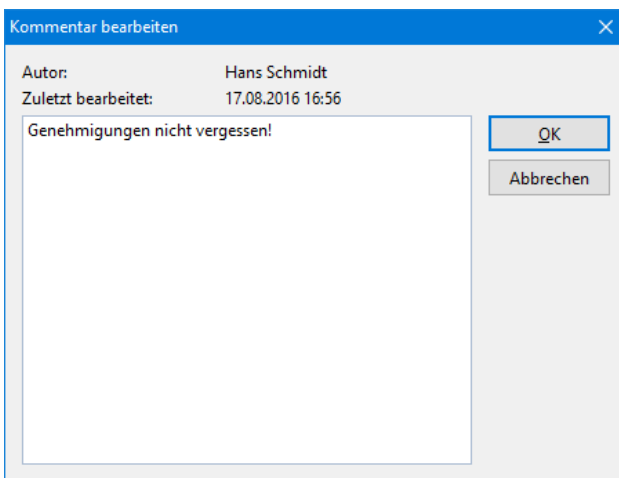 Kommentar bearbeiten
Autor: Hans Schmidt
Zuletzt bearbeitet: 17.08.2016 16:56
Genehmigungen nicht vergessen!
OK
Abbrechen